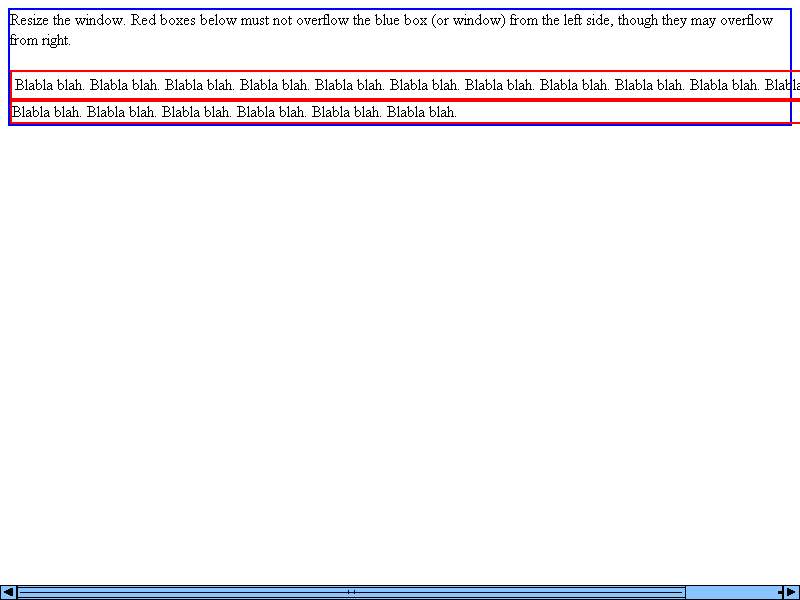 Resize the window. Red boxes below must not overflow the blue box (or window) from the left side, though they may overflow
from right.
Blabla blah. Blabla blah. Blabla blah. Blabla blah. Blabla blah. Blabla blah. Blabla blah. Blabla blah. Blabla blah. Blabla blah. Blabla
Blabla blah. Blabla blah. Blabla blah. Blabla blah. Blabla blah. Blabla blah.